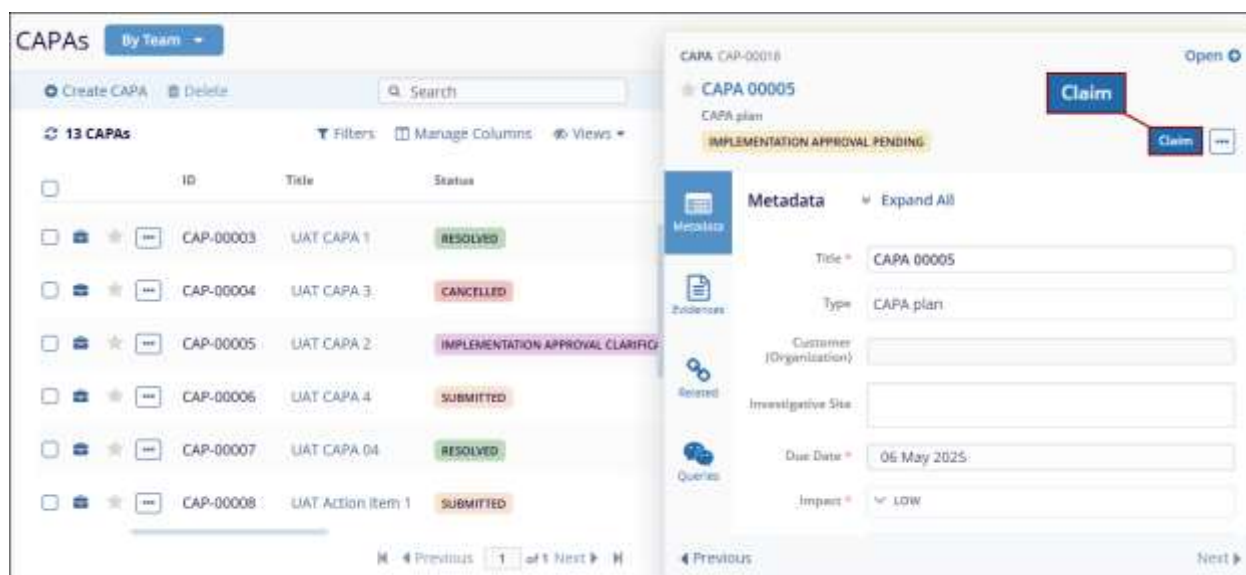 CAPAs By Team
Create CAPA Delete Search
13 CAPAs Filters Manage Columns Views
ID Title Status
CAP-00003 UAT CAPA 1 RESOLVED
CAP-00004 UAT CAPA 3 CANCELLED
CAP-00005 UAT CAPA 2 IMPLEMENTATION APPROVAL CLARIFICA
CAP-00006 UAT CAPA 4 SUBMITTED
CAP-00007 UAT CAPA 04 RESOLVED
CAP-00008 UAT Action Item 1 SUBMITTED
Previous 1 of 1 Next
CAPA CAP-00018 Open
CAPA 00005
Claim
CAPA plan
IMPLEMENTATION APPROVAL PENDING
Claim
Metadata
Evidences
Related
Queries
Metadata Expand All
Title * CAPA 00005
Type CAPA plan
Customer
(Organization)
Investigative Site
Due Date * 06 May 2025
Impact * LOW
Previous Next